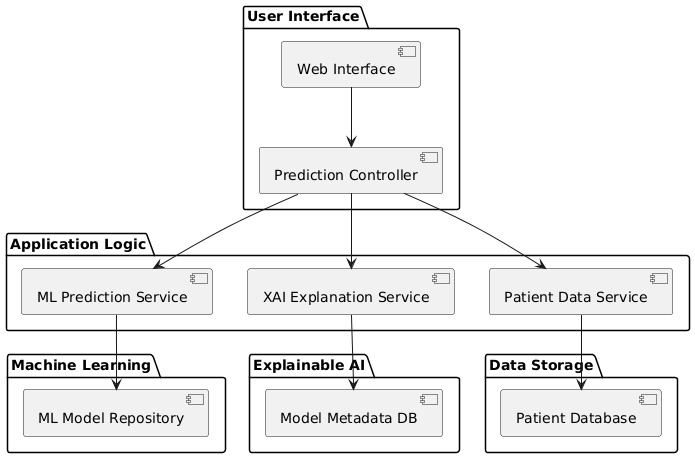 User Interface
Web Interface
Prediction Controller
Application Logic
ML Prediction Service
XAI Explanation Service
Patient Data Service
Machine Learning
Explainable AI
Data Storage
ML Model Repository
Model Metadata DB
Patient Database